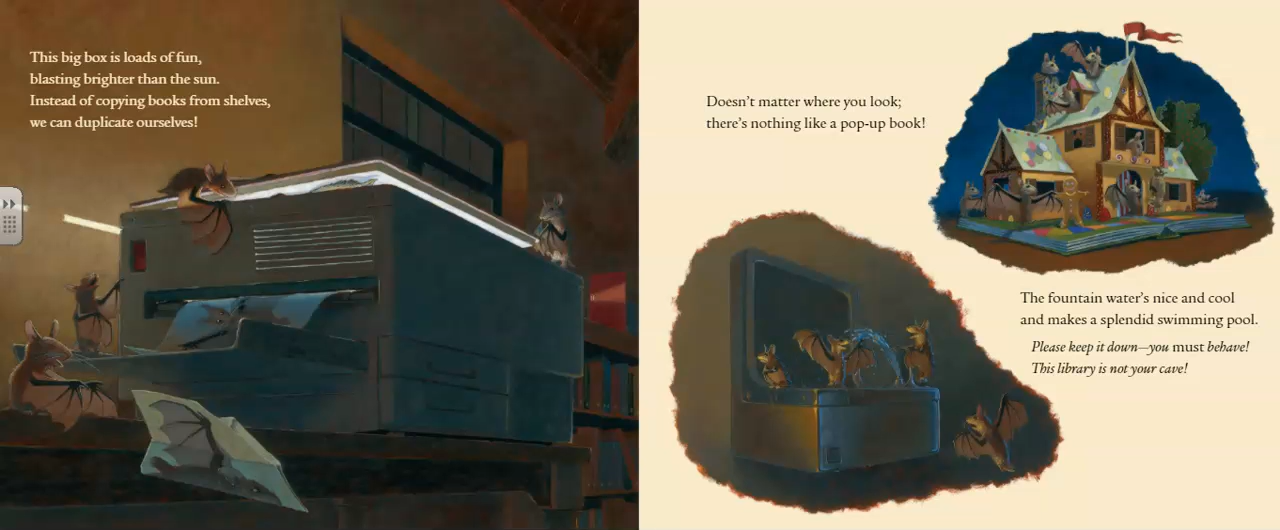 This big box is loads of fun,
blasting brighter than the sun.
Instead of copying books from shelves,
we can duplicate ourselves!
Doesn't matter where you look;
there's nothing like a pop-up book!
The fountain water's nice and cool
and makes a splendid swimming pool.
Please keep it down—you must behave!
This library is not your cave!